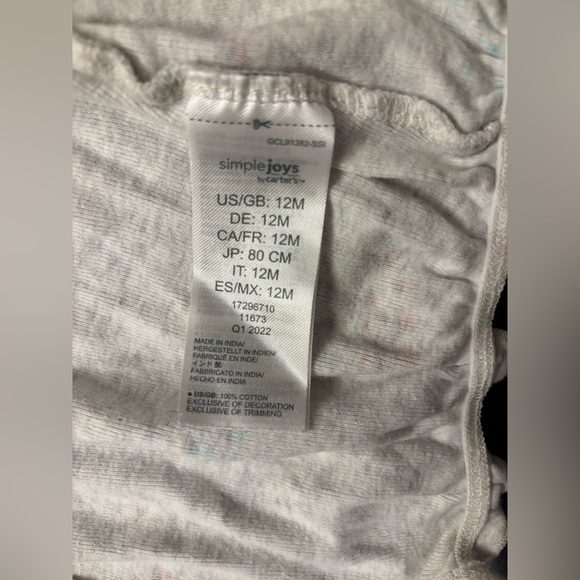 GCL91382-SSI
simple joys
by carter's™
US/GB: 12M
DE: 12M
CA/FR: 12M
JP: 80 CM
IT: 12M
ES/MX: 12M
17296710
11673
Q1 2022
MADE IN INDIA/
HERGESTELLT IN INDIEN/
FABRIQUÉ EN INDE/
インド製/
FABBRICATO IN INDIA/
HECHO EN INDIA
● US/GB: 100% COTTON
EXCLUSIVE OF DECORATION
EXCLUSIVE OF TRIMMING